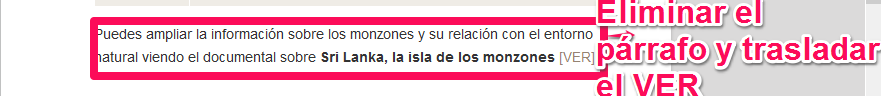 Puedes ampliar la información sobre los monzones y su relación con el entorno
natural viendo el documental sobre Sri Lanka, la isla de los monzones [VER]
Eliminar el
párrafo y trasladar
el VER